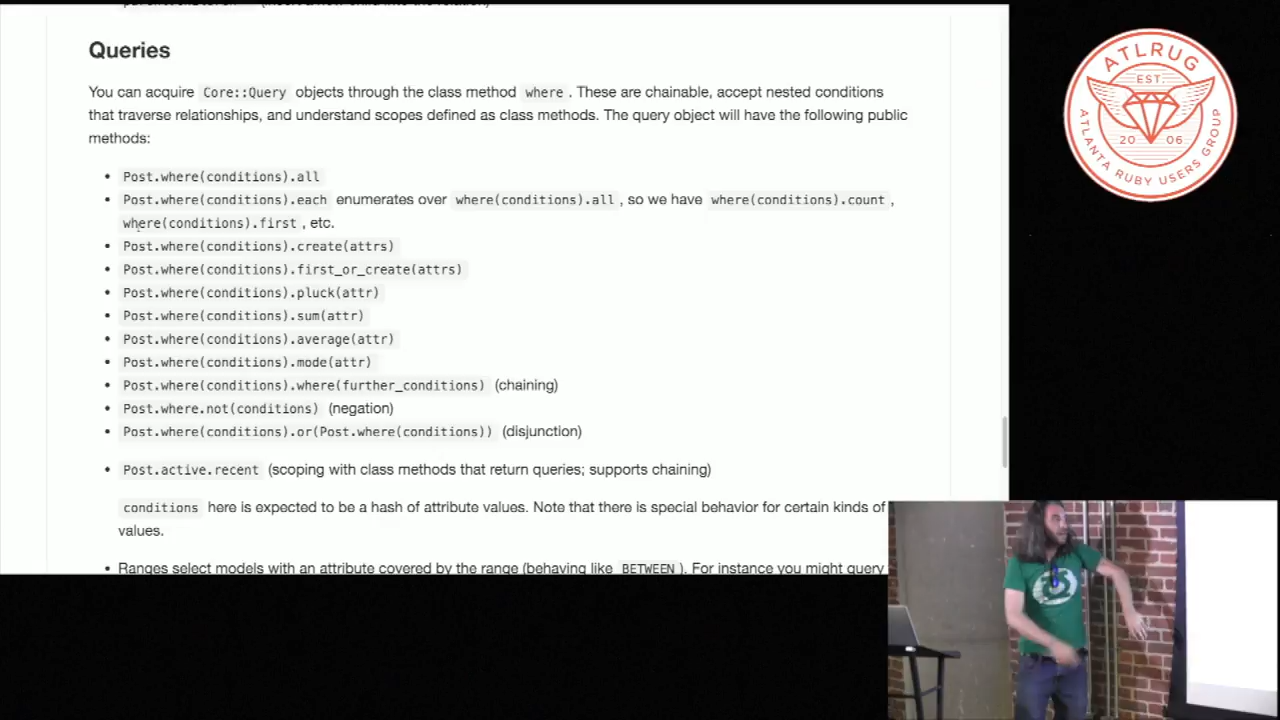 Queries
You can acquire Core::Query objects through the class method where . These are chainable, accept nested conditions
that traverse relationships, and understand scopes defined as class methods. The query object will have the following public
methods:
• Post.where(conditions).all
• Post.where(conditions).each enumerates over where(conditions).all , so we have where(conditions).count ,
where(conditions).first , etc.
• Post.where(conditions).create(attrs)
• Post.where(conditions).first_or_create(attrs)
• Post.where(conditions).pluck(attr)
• Post.where(conditions).sum(attr)
• Post.where(conditions).average(attr)
• Post.where(conditions).mode(attr)
• Post.where(conditions).where(further_conditions) (chaining)
• Post.where.not(conditions) (negation)
• Post.where(conditions).or(Post.where(conditions)) (disjunction)
• Post.active.recent (scoping with class methods that return queries; supports chaining)
conditions here is expected to be a hash of attribute values. Note that there is special behavior for certain kinds of
values.
• Ranges select models with an attribute covered by the range (behaving like BETWEEN ). For instance you might query
ATLRUG
EST.
20 06
ATLANTA RUBY USERS GROUP